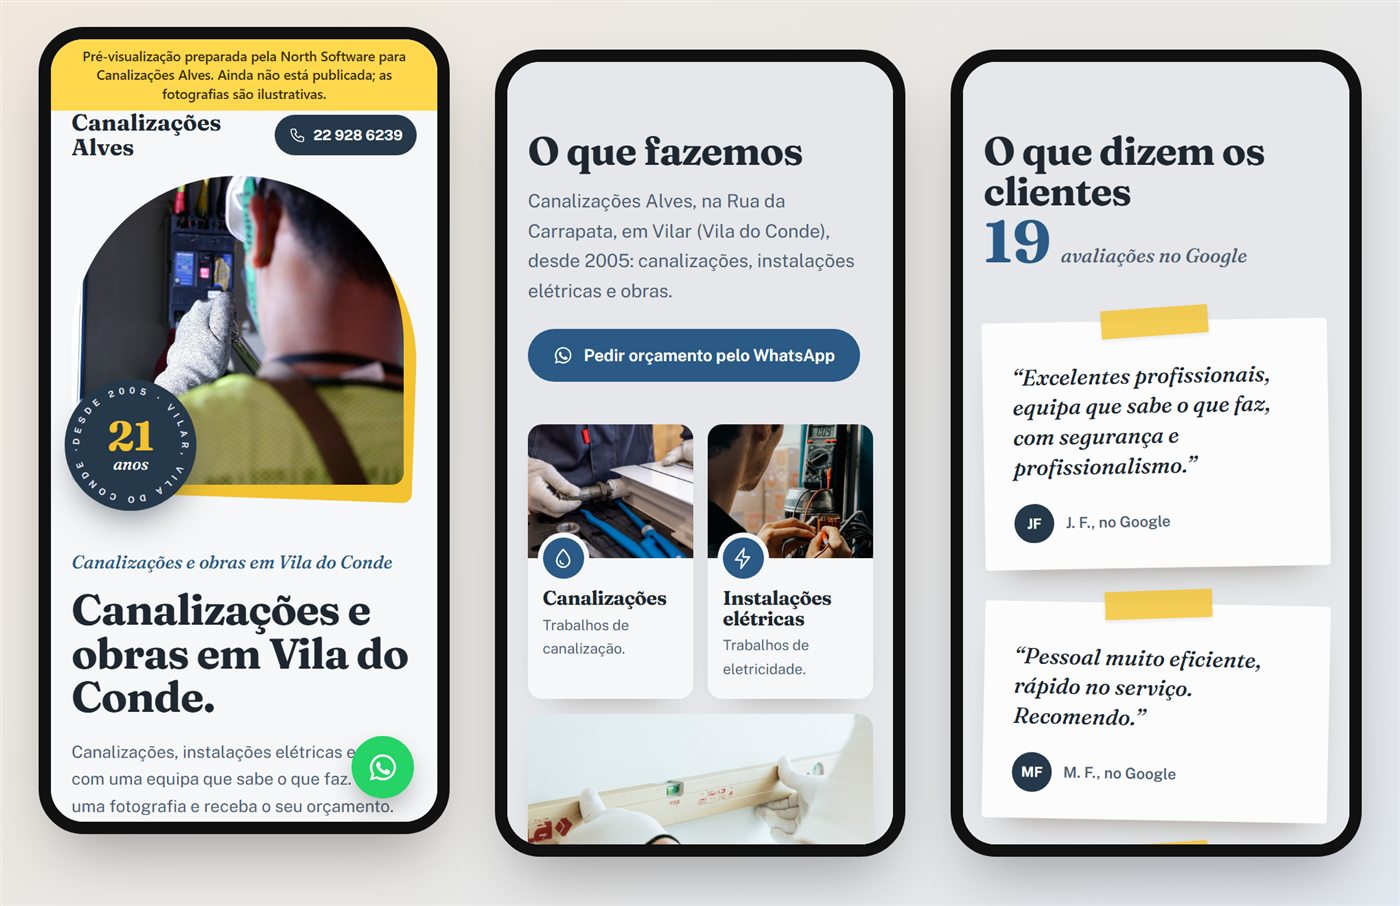 Pré-visualização preparada pela North Software para
Canalizações Alves. Ainda não está publicada; as
fotografias são ilustrativas.
Canalizações
Alves
22 928 6239
DESDE 2005 · VILAR, VILA DO CONDE ·
21
anos
Canalizações e obras em Vila do Conde
Canalizações e
obras em Vila do
Conde.
Canalizações, instalações elétricas e
com uma equipa que sabe o que faz.
uma fotografia e receba o seu orçamento.
O que fazemos
Canalizações Alves, na Rua da
Carrapata, em Vilar (Vila do Conde),
desde 2005: canalizações, instalações
elétricas e obras.
Pedir orçamento pelo WhatsApp
Canalizações
Trabalhos de
canalização.
Instalações
elétricas
Trabalhos de
eletricidade.
O que dizem os
clientes
19 avaliações no Google
“Excelentes profissionais,
equipa que sabe o que faz,
com segurança e
profissionalismo.”
JF
J. F., no Google
“Pessoal muito eficiente,
rápido no serviço.
Recomendo.”
MF
M. F., no Google